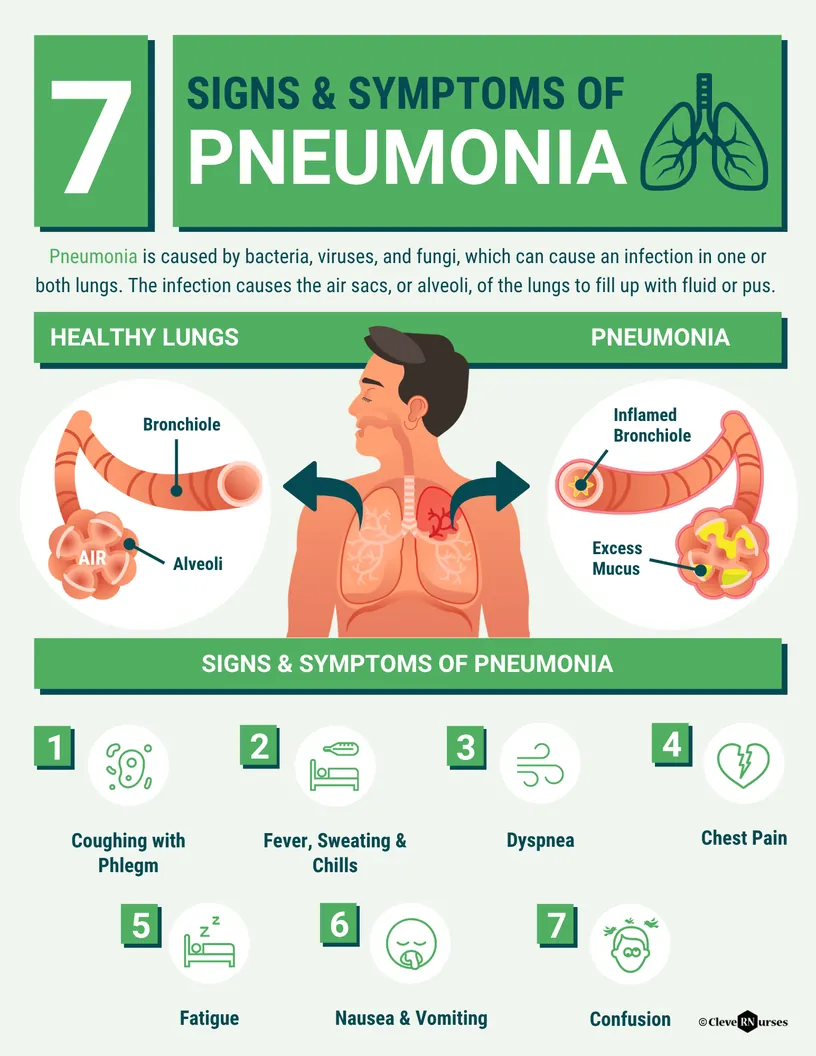 7
SIGNS & SYMPTOMS OF
PNEUMONIA
Pneumonia is caused by bacteria, viruses, and fungi, which can cause an infection in one or
both lungs. The infection causes the air sacs, or alveoli, of the lungs to fill up with fluid or pus.
HEALTHY LUNGS
PNEUMONIA
Bronchiole
AIR
Alveoli
Inflamed
Bronchiole
Excess
Mucus
SIGNS & SYMPTOMS OF PNEUMONIA
1
Coughing with
Phlegm
2
Fever, Sweating &
Chills
3
Dyspnea
4
Chest Pain
5
z z
Fatigue
6
Nausea & Vomiting
7
Confusion
©CleveRNurses